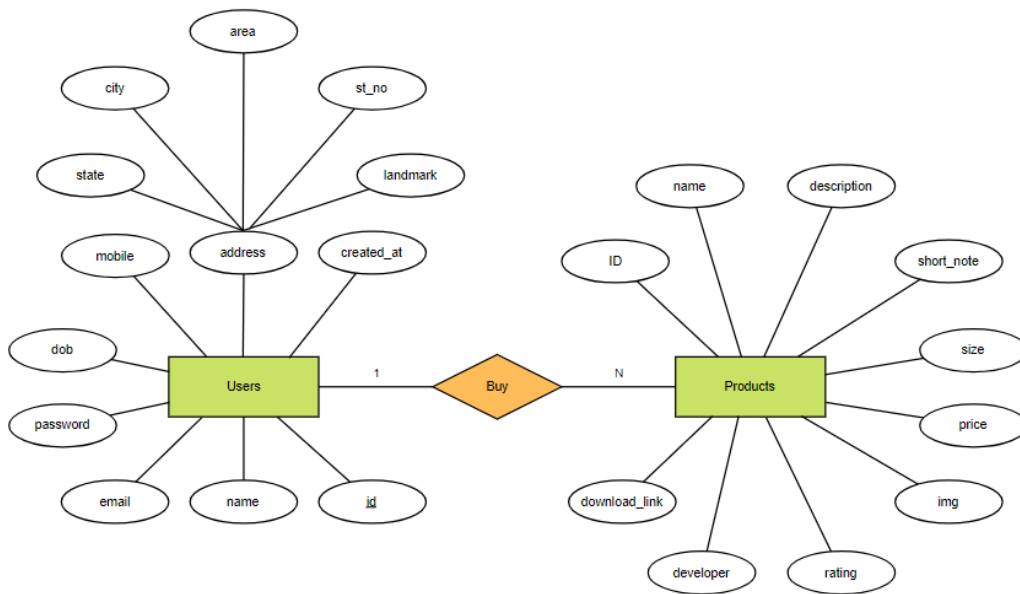 area
city
st_no
state
landmark
name
description
mobile
address
created_at
ID
short_note
dob
size
Users
1
Buy
N
Products
password
price
email
name
id
download_link
img
developer
rating